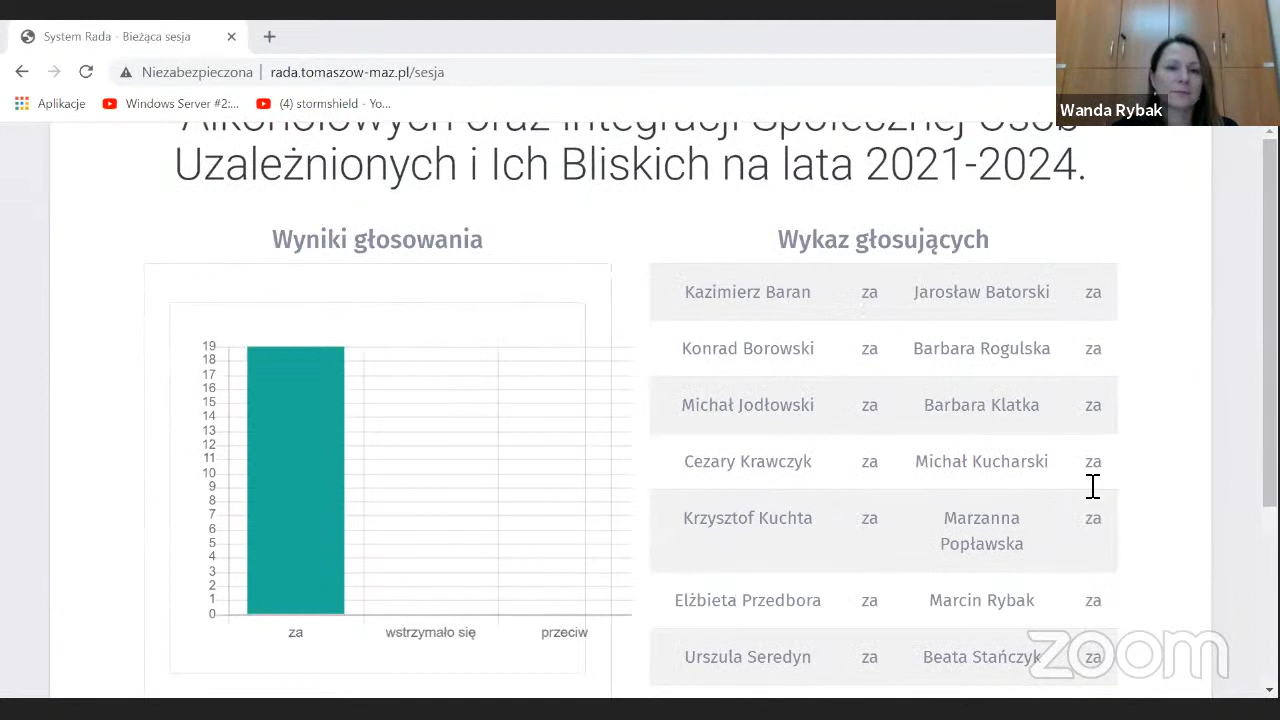 System Rada - Bieżąca sesja
Niezabezpieczona
rada.tomaszow-maz.pl/sesja
Aplikacje
Windows Server #2:...
(4) stormshield - Yo...
Wanda Rybak
Alkoholowych oraz Integracji Społecznej Osób
Uzależnionych i Ich Bliskich na lata 2021-2024.
Wyniki głosowania
19
18
17
16
15
14
13
12
11
10
9
8
7
6
5
4
3
2
1
0
za wstrzymało się przeciw
Wykaz głosujących
Kazimierz Baran za Jarosław Batorski za
Konrad Borowski za Barbara Rogulska za
Michał Jodłowski za Barbara Klatka za
Cezary Krawczyk za Michał Kucharski za
Krzysztof Kuchta za Marzanna za
Popławska
Elżbieta Przedbora za Marcin Rybak za
Urszula Seredyn za Beata Stańczyk za
zoom